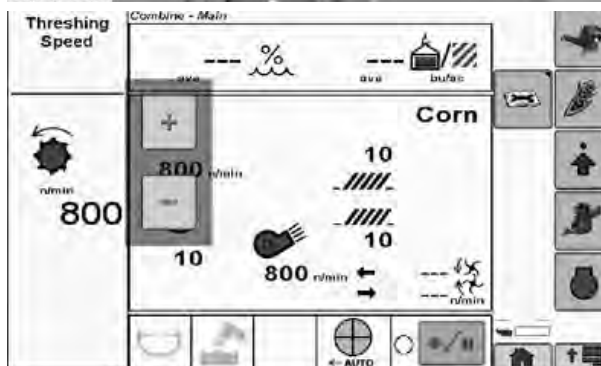 Threshing
Speed
Combine - Main
--- %
ave
---
ave
bu/ac
+
Corn
n/min
800
800 n/min
-
10
10
10
800 n/min
---
---
n/min
<- AUTO